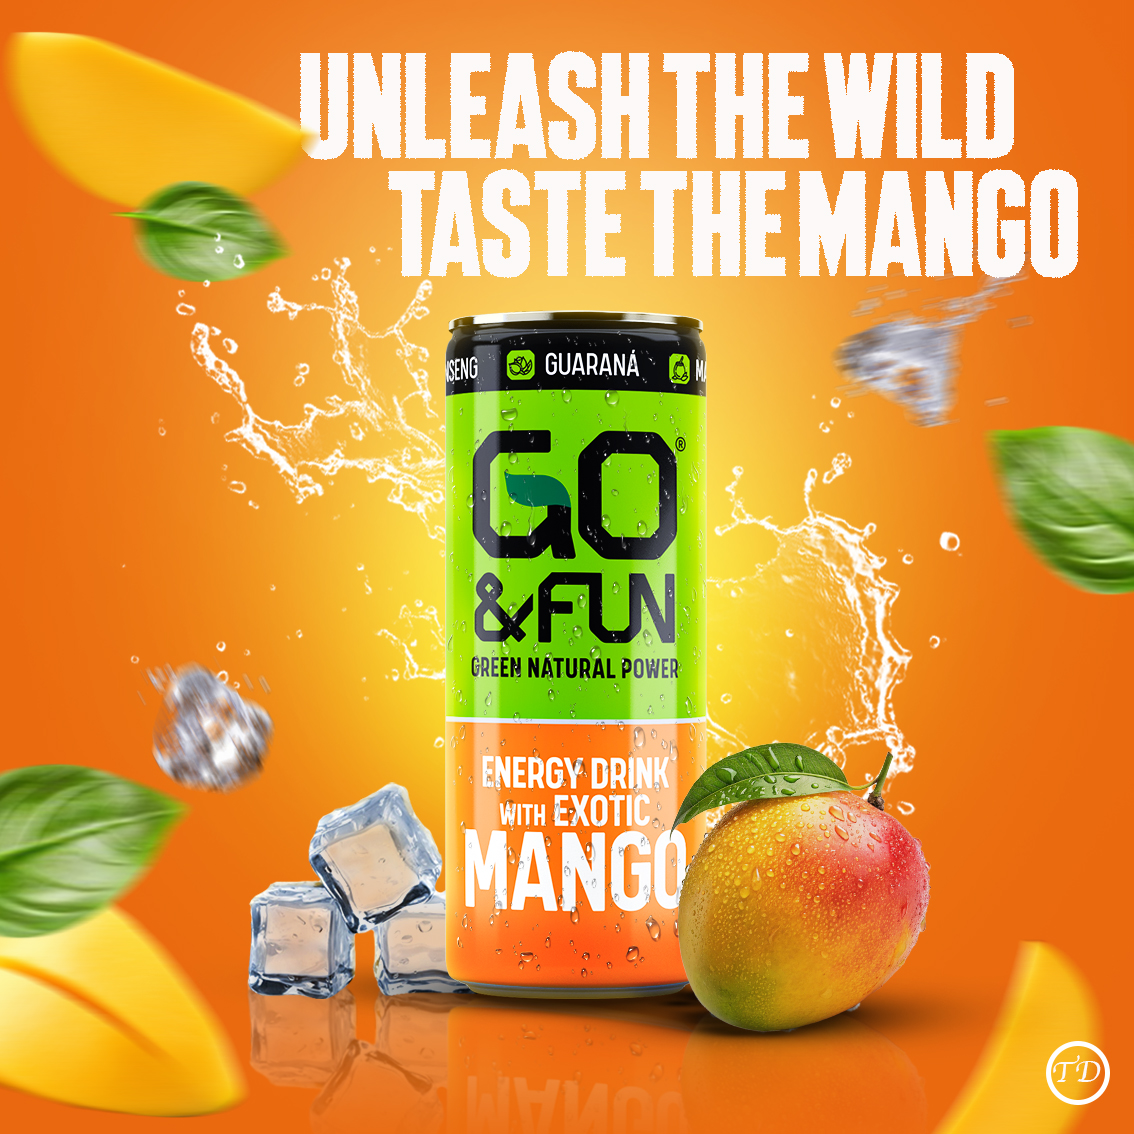 UNLEASH THE WILD
TASTE THE MANGO
GUARANÁ
GO®
&FUN
GREEN NATURAL POWER
ENERGY DRINK
WITH EXOTIC
MANGO
T'D